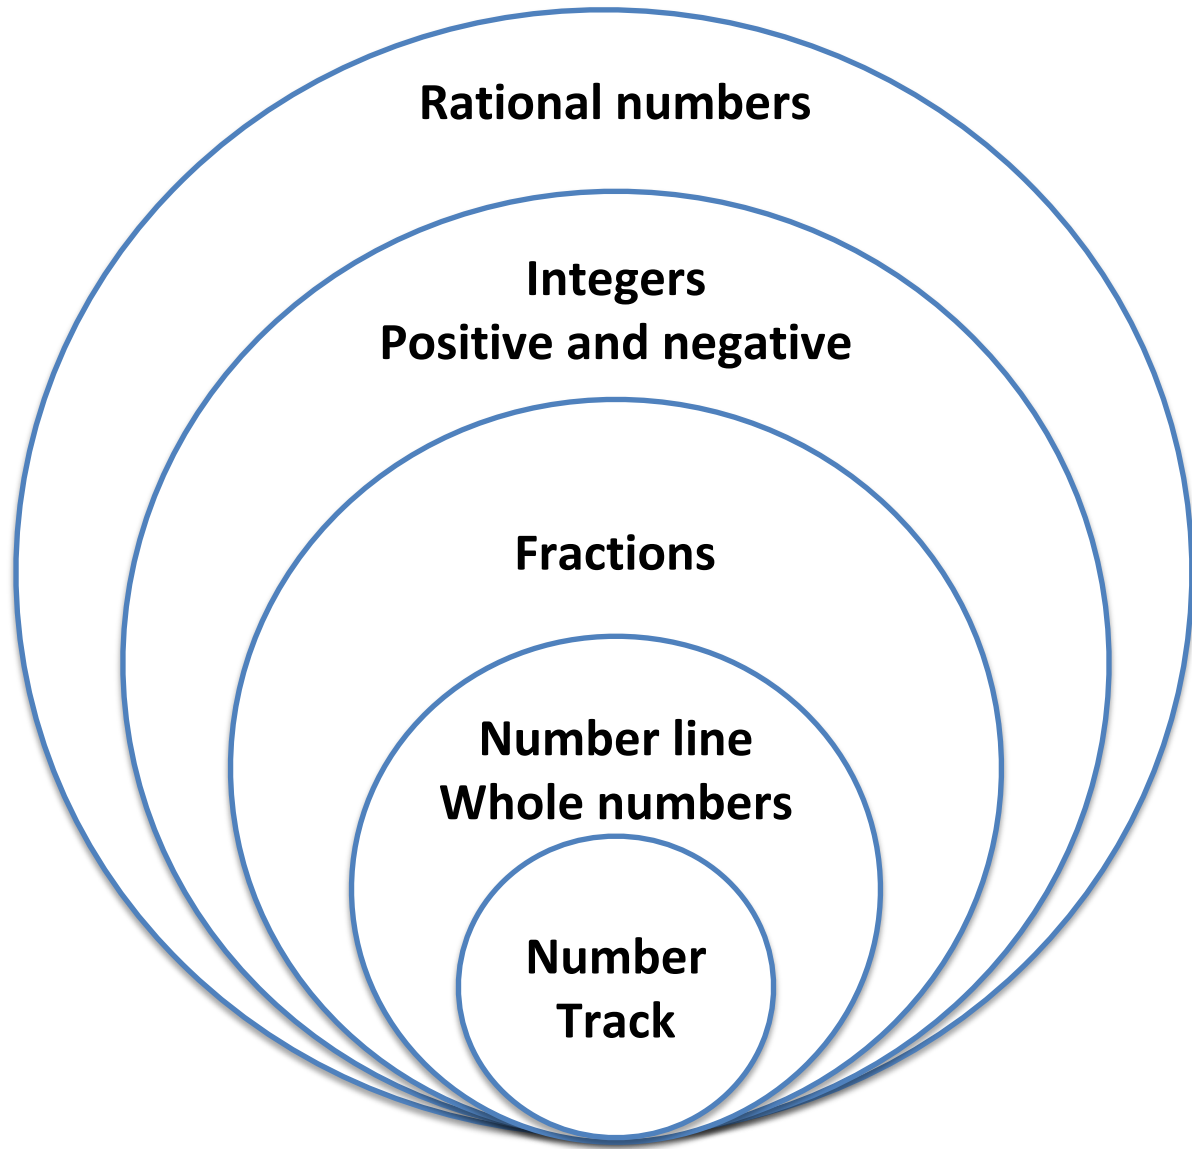 Rational numbers
Integers
Positive and negative
Fractions
Number line
Whole numbers
Number
Track